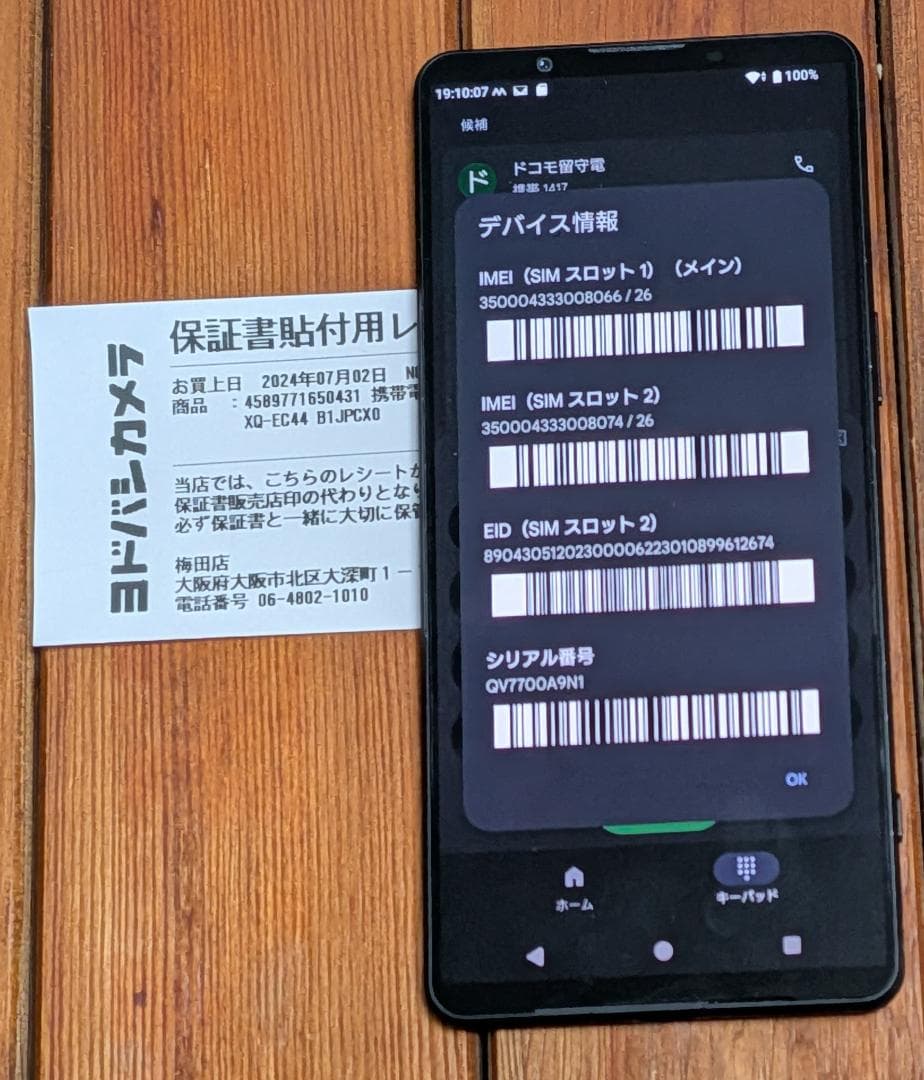 19:10:07
100%
候補
ド
ドコモ留守電
携帯 1417
デバイス情報
IMEI（SIM スロット 1）（メイン）
350004333008066 / 26
IMEI（SIM スロット 2）
350004333008074 / 26
EID（SIM スロット 2）
89043051202300006223010899612674
シリアル番号
QV7700A9N1
OK
ホーム
キーパッド
ヨドバシカメラ
保証書貼付用レ
お買上日 2024年07月02日
商品 ：4589771650431 携帯電
XQ-EC44 B1JPCX0
当店では、こちらのレシートが
保証書販売店印の代わりとなり
必ず保証書と一緒に大切に保管
梅田店
大阪府大阪市北区大深町１－
電話番号 06-4802-1010